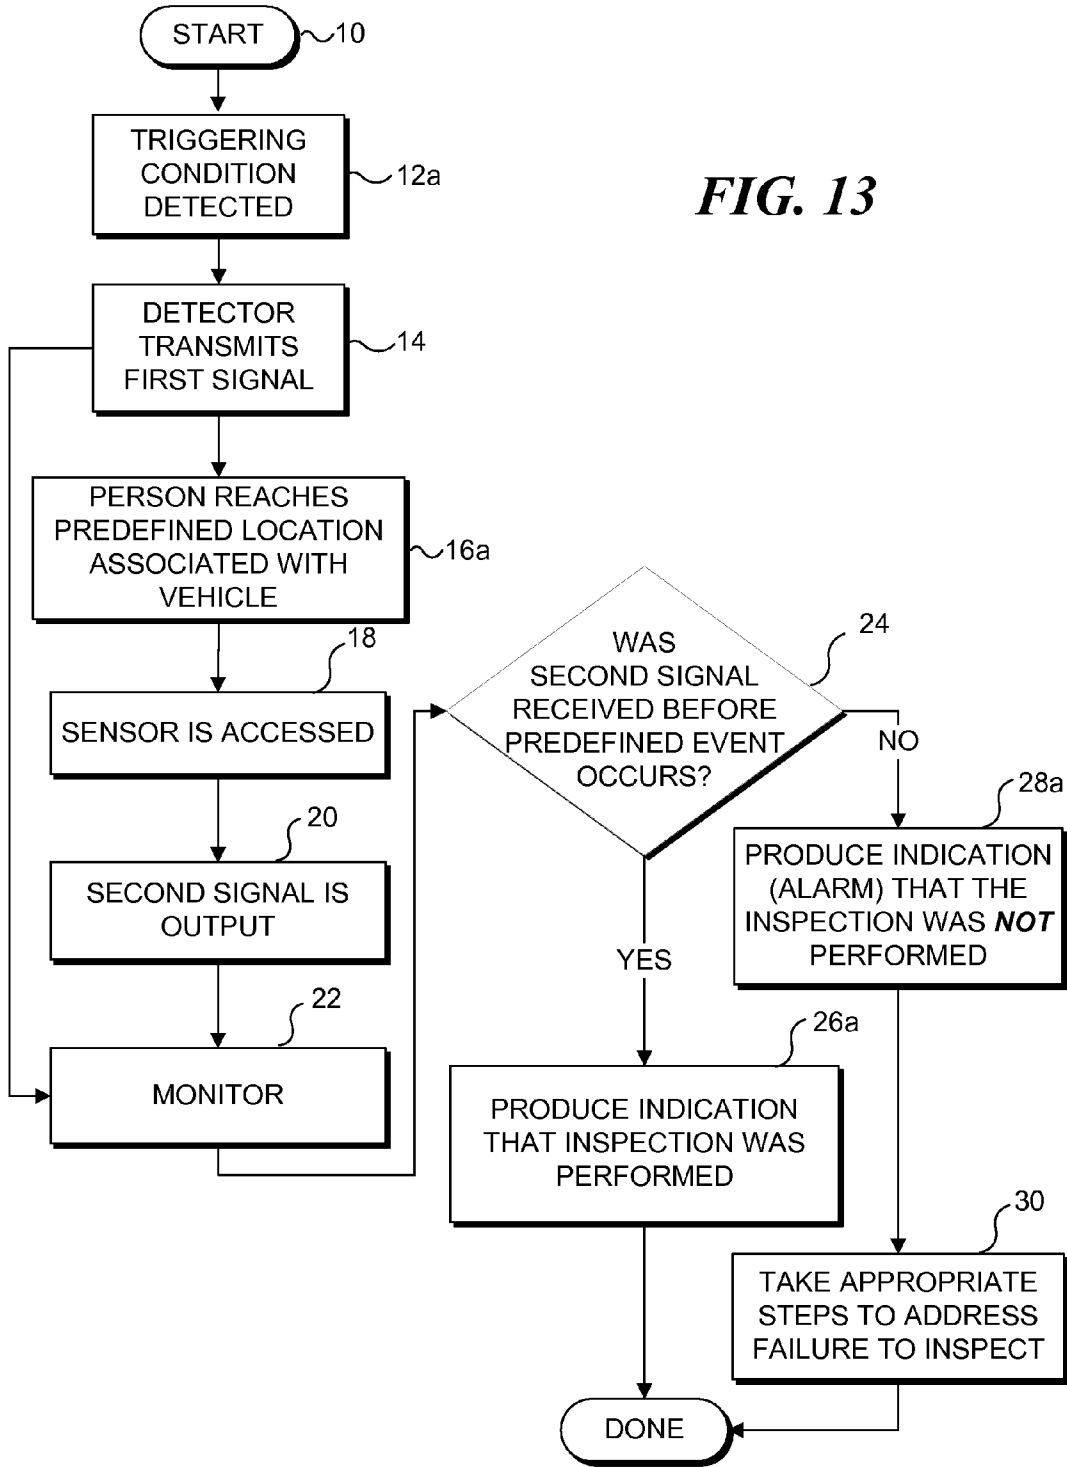 START
10
TRIGGERING
CONDITION
DETECTED
12a
FIG. 13
DETECTOR
TRANSMITS
FIRST SIGNAL
14
PERSON REACHES
PREDEFINED LOCATION
ASSOCIATED WITH
VEHICLE
16a
18
SENSOR IS ACCESSED
20
SECOND SIGNAL IS
OUTPUT
22
MONITOR
24
WAS
SECOND SIGNAL
RECEIVED BEFORE
PREDEFINED EVENT
OCCURS?
NO
28a
PRODUCE INDICATION
(ALARM) THAT THE
INSPECTION WAS NOT
PERFORMED
YES
26a
PRODUCE INDICATION
THAT INSPECTION WAS
PERFORMED
30
TAKE APPROPRIATE
STEPS TO ADDRESS
FAILURE TO INSPECT
DONE